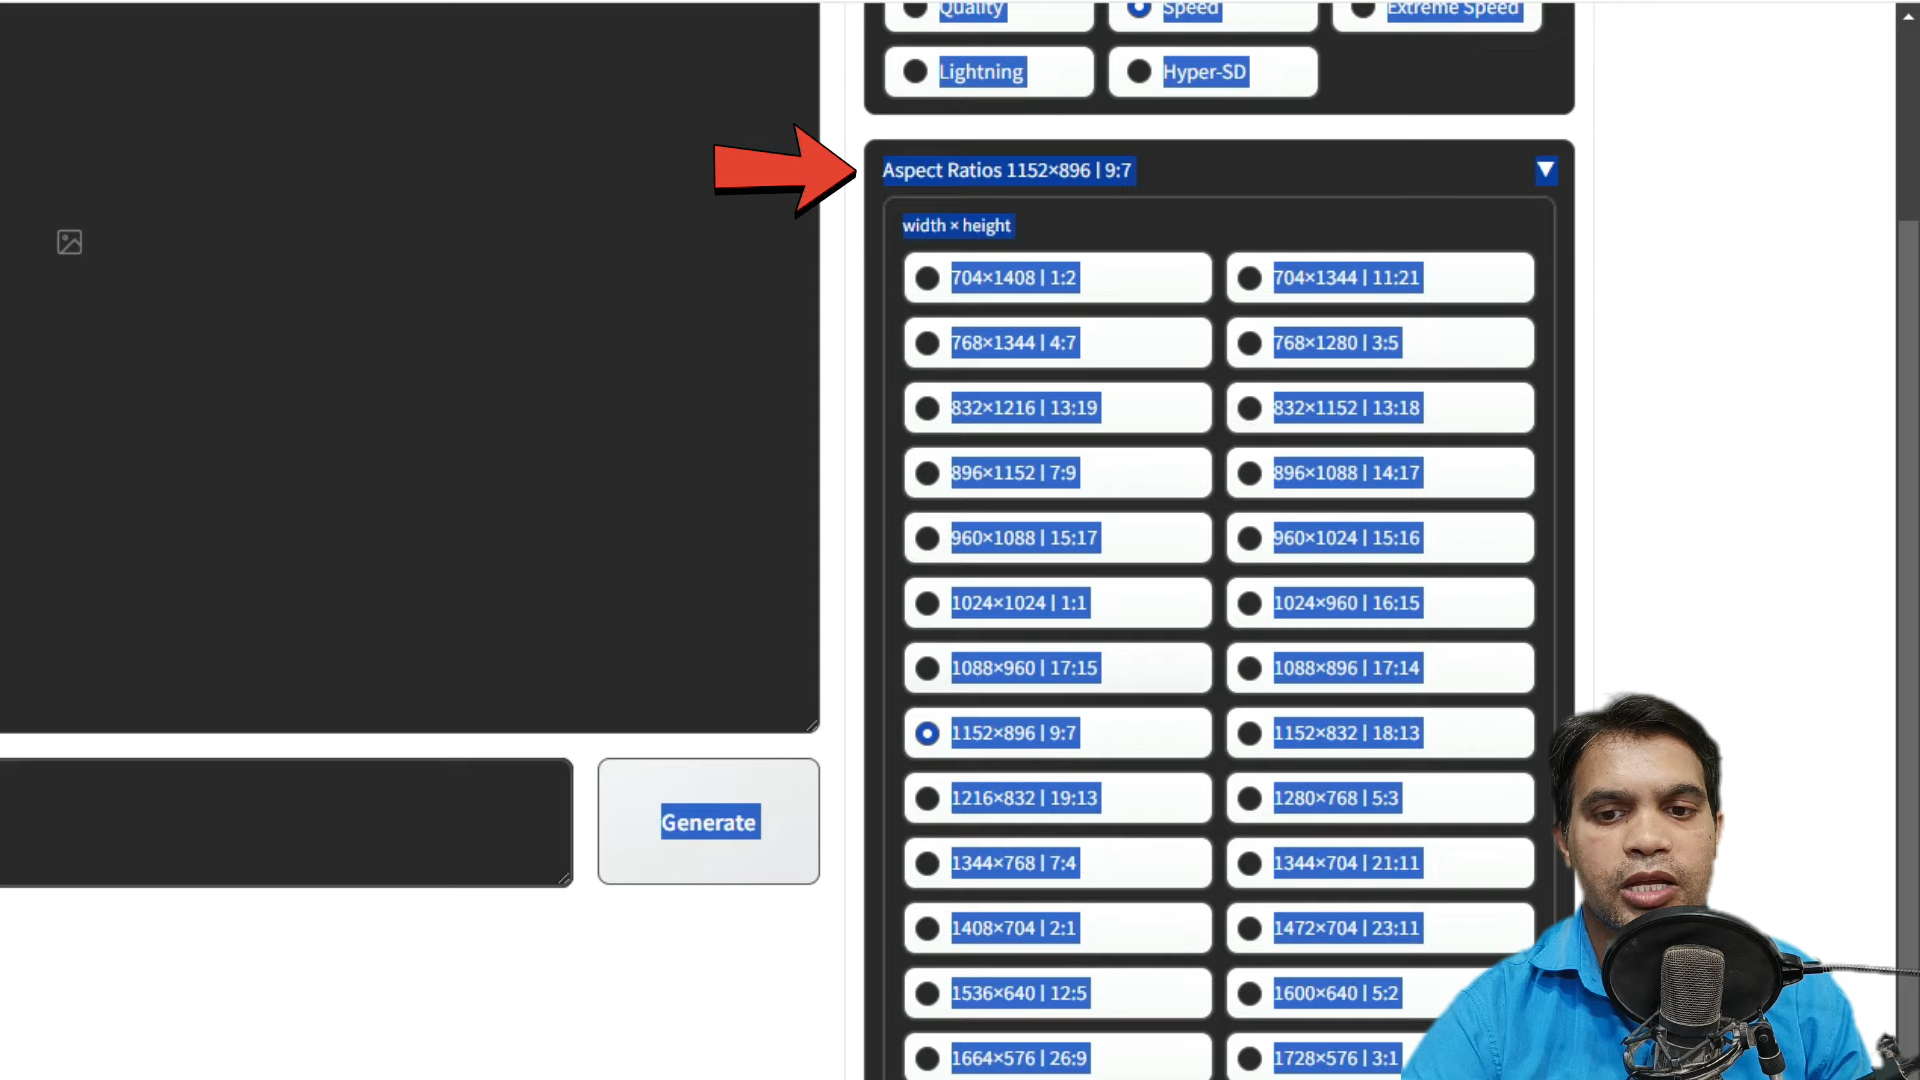 Quality
Speed
Extreme Speed
Lightning
Hyper-SD
Aspect Ratios 1152×896 | 9:7
▼
width × height
704×1408 | 1:2
704×1344 | 11:21
768×1344 | 4:7
768×1280 | 3:5
832×1216 | 13:19
832×1152 | 13:18
896×1152 | 7:9
896×1088 | 14:17
960×1088 | 15:17
960×1024 | 15:16
1024×1024 | 1:1
1024×960 | 16:15
1088×960 | 17:15
1088×896 | 17:14
1152×896 | 9:7
1152×832 | 18:13
1216×832 | 19:13
1280×768 | 5:3
1344×768 | 7:4
1344×704 | 21:11
1408×704 | 2:1
1472×704 | 23:11
1536×640 | 12:5
1600×640 | 5:2
1664×576 | 26:9
1728×576 | 3:1
Generate